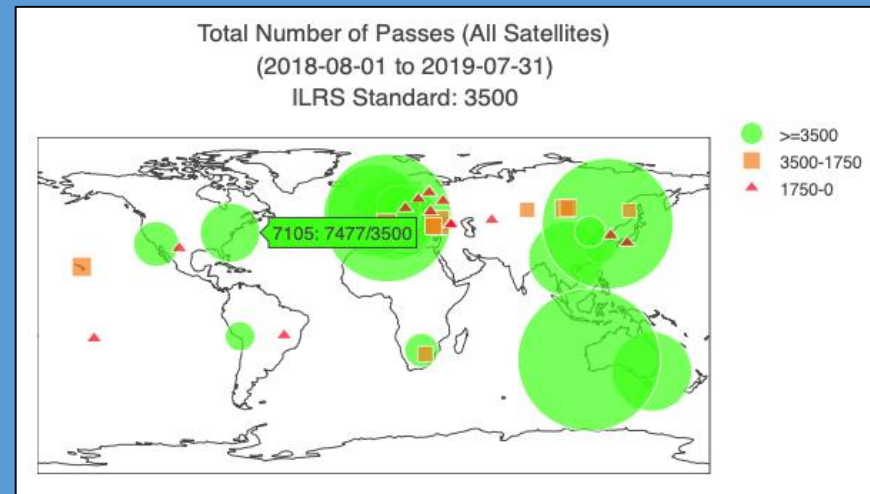 Total Number of Passes (All Satellites)
(2018-08-01 to 2019-07-31)
ILRS Standard: 3500
>=3500
3500-1750
1750-0
7105: 7477/3500